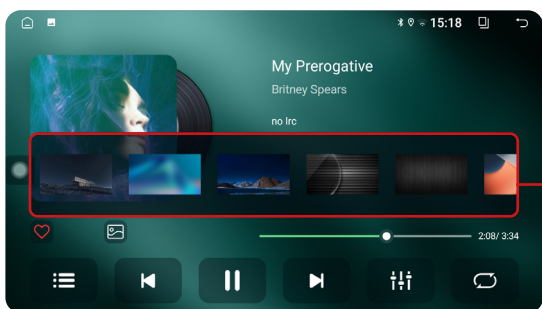 15:18
My Prerogative
Britney Spears
no lrc
2:08/ 3:34